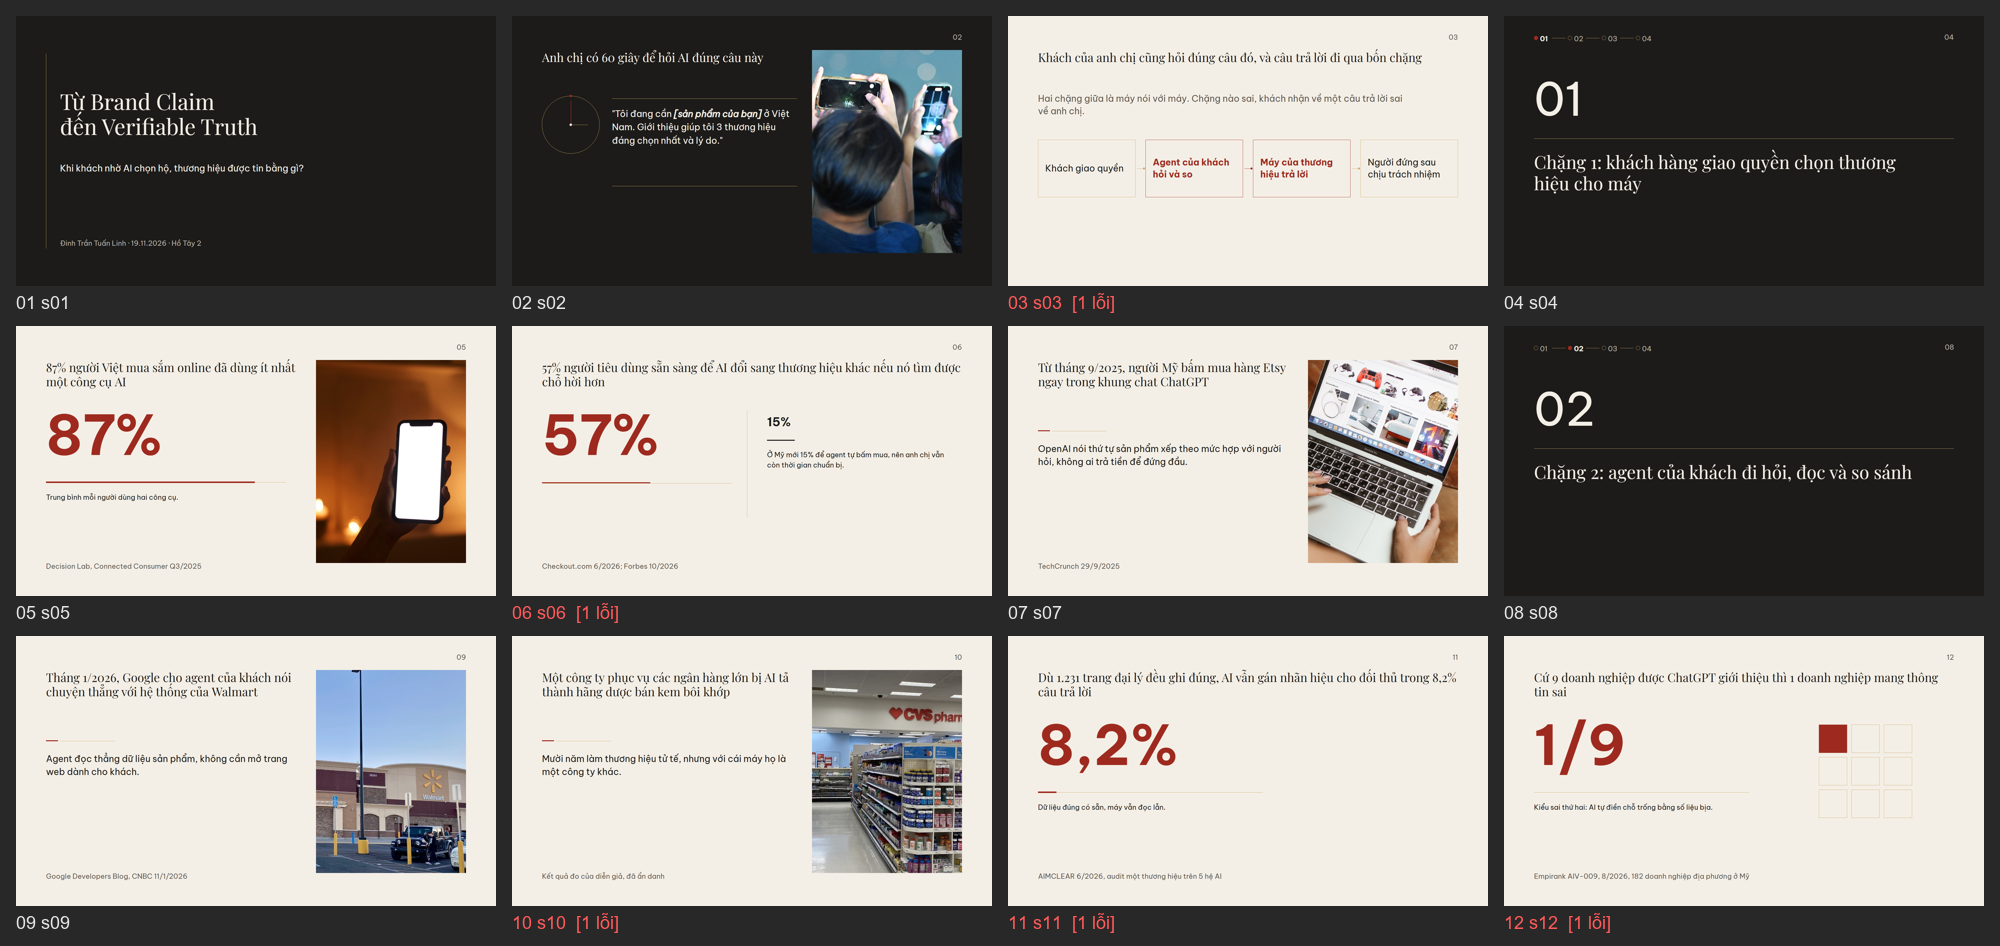 Từ Brand Claim
đến Verifiable Truth
Khi khách nhờ AI chọn hộ, thương hiệu được tin bằng gì?
Đinh Trần Tuấn Linh · 19.11.2026 · Hồ Tây 2
01 s01
02
Anh chị có 60 giây để hỏi AI đúng câu này
"Tôi đang cần [sản phẩm của bạn] ở Việt
Nam. Giới thiệu giúp tôi 3 thương hiệu
đáng chọn nhất và lý do."
02 s02
03
Khách của anh chị cũng hỏi đúng câu đó, và câu trả lời đi qua bốn chặng
Hai chặng giữa là máy nói với máy. Chặng nào sai, khách nhận về một câu trả lời sai
về anh chị.
Khách giao quyền
Agent của khách
hỏi và so
Máy của thương
hiệu trả lời
Người đứng sau
chịu trách nhiệm
03 s03 [1 lỗi]
01 02 03 04
04
01
Chặng 1: khách hàng giao quyền chọn thương
hiệu cho máy
04 s04
05
87% người Việt mua sắm online đã dùng ít nhất
một công cụ AI
87%
Trung bình mỗi người dùng hai công cụ.
Decision Lab, Connected Consumer Q3/2025
05 s05
06
57% người tiêu dùng sẵn sàng để AI đổi sang thương hiệu khác nếu nó tìm được
chỗ hời hơn
57%
15%
Ở Mỹ mới 15% để agent tự bấm mua, nên anh chị vẫn
còn thời gian chuẩn bị.
Checkout.com 6/2026; Forbes 10/2026
06 s06 [1 lỗi]
07
Từ tháng 9/2025, người Mỹ bấm mua hàng Etsy
ngay trong khung chat ChatGPT
OpenAI nói thứ tự sản phẩm xếp theo mức hợp với người
hỏi, không ai trả tiền để đứng đầu.
TechCrunch 29/9/2025
07 s07
01 02 03 04
08
02
Chặng 2: agent của khách đi hỏi, đọc và so sánh
08 s08
09
Tháng 1/2026, Google cho agent của khách nói
chuyện thẳng với hệ thống của Walmart
Agent đọc thẳng dữ liệu sản phẩm, không cần mở trang
web dành cho khách.
Walmart
Google Developers Blog, CNBC 11/1/2026
09 s09
10
Một công ty phục vụ các ngân hàng lớn bị AI tả
thành hãng dược bán kem bôi khớp
Mười năm làm thương hiệu tử tế, nhưng với cái máy họ là
một công ty khác.
CVS pharm
Kết quả đo của diễn giả, đã ẩn danh
10 s10 [1 lỗi]
11
Dù 1.231 trang đại lý đều ghi đúng, AI vẫn gán nhãn hiệu cho đối thủ trong 8,2%
câu trả lời
8,2%
Dữ liệu đúng có sẵn, máy vẫn đọc lẫn.
AIMCLEAR 6/2026, audit một thương hiệu trên 5 hệ AI
11 s11 [1 lỗi]
12
Cứ 9 doanh nghiệp được ChatGPT giới thiệu thì 1 doanh nghiệp mang thông
tin sai
1/9
Kiểu sai thứ hai: AI tự điền chỗ trống bằng số liệu bịa.
Empirank AIV-009, 8/2026, 182 doanh nghiệp địa phương ở Mỹ
12 s12 [1 lỗi]